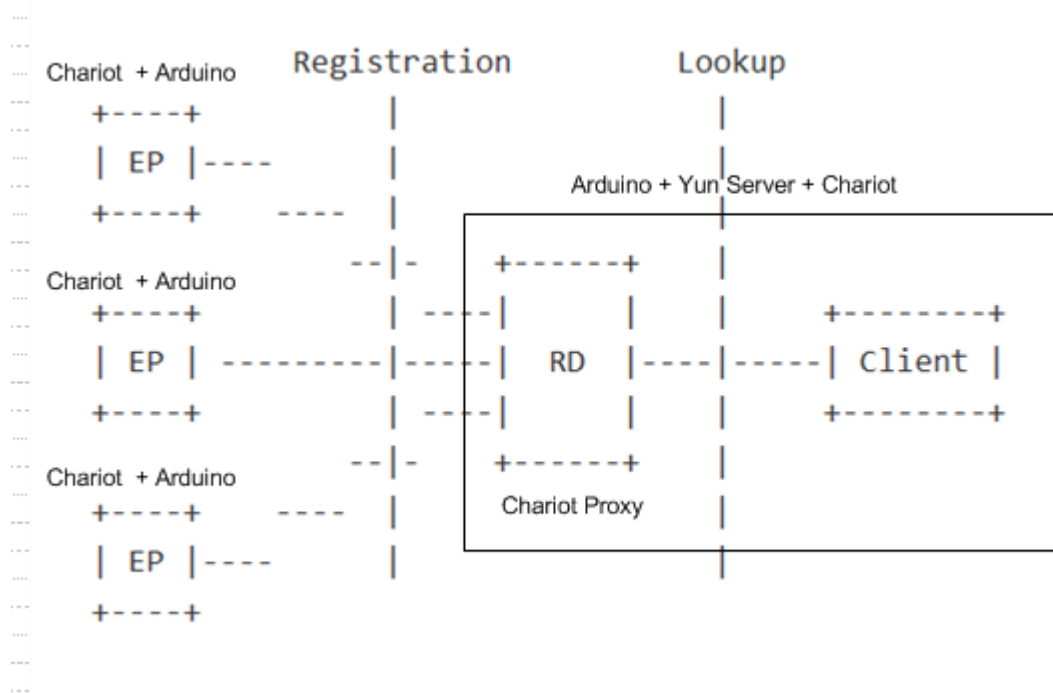 Registration Lookup
Chariot + Arduino
+----+ | |
| EP |---- | |
Arduino + Yun Server + Chariot
+----+ ---- | |
--|- +------+ |
Chariot + Arduino
+----+ | ----| | | +--------+
| EP | ---------|-----| RD |----|-----| Client |
+----+ | ----| | | +--------+
--|- +------+ |
Chariot + Arduino
Chariot Proxy
+----+ ---- | |
| EP |---- | |
+----+